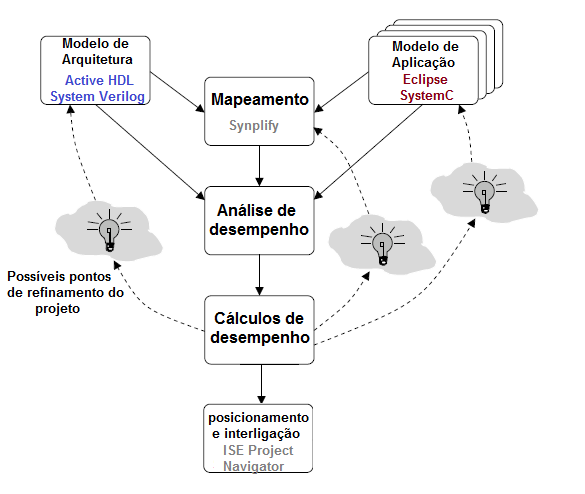 Modelo de
Arquitetura
Active HDL
System Verilog
Modelo de
Aplicação
Eclipse
SystemC
Mapeamento
Synplify
Análise de
desempenho
Possíveis pontos
de refinamento do
projeto
Cálculos de
desempenho
posicionamento
e interligação
ISE Project
Navigator